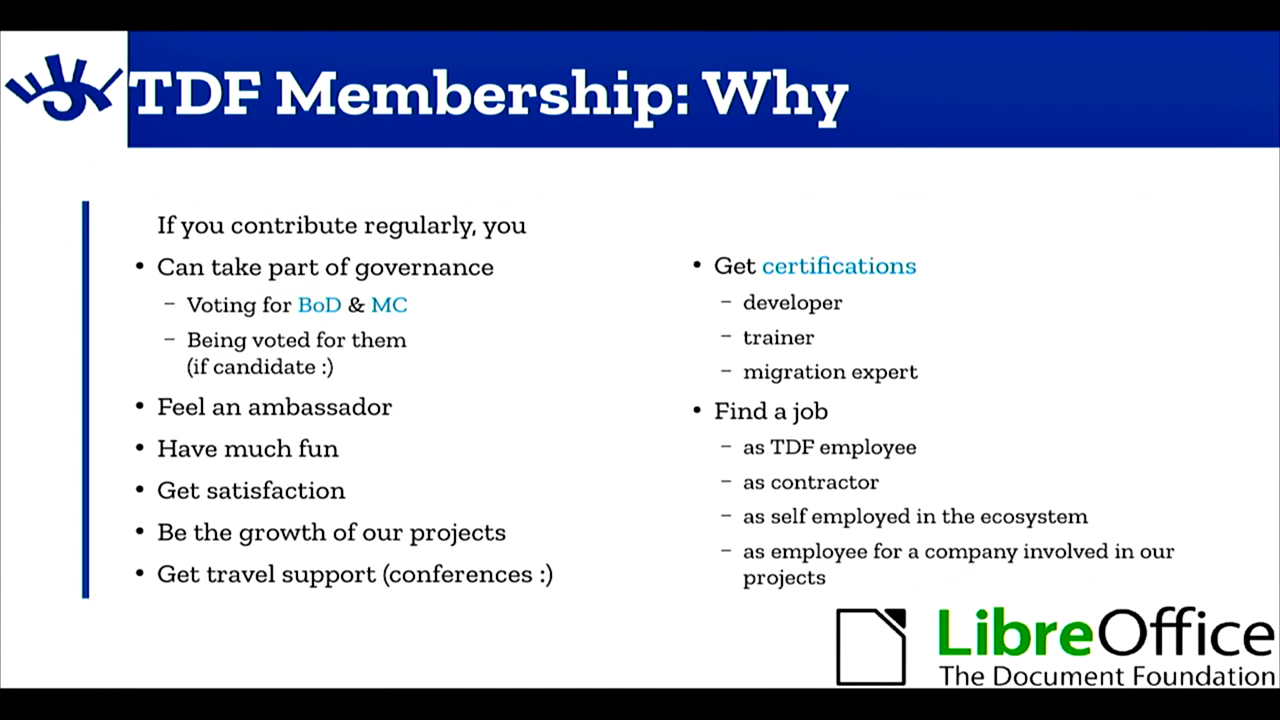 TDF Membership: Why
If you contribute regularly, you
• Can take part of governance
– Voting for BoD & MC
– Being voted for them
(if candidate :)
• Feel an ambassador
• Have much fun
• Get satisfaction
• Be the growth of our projects
• Get travel support (conferences :)
• Get certifications
– developer
– trainer
– migration expert
• Find a job
– as TDF employee
– as contractor
– as self employed in the ecosystem
– as employee for a company involved in our
projects
LibreOffice
The Document Foundation